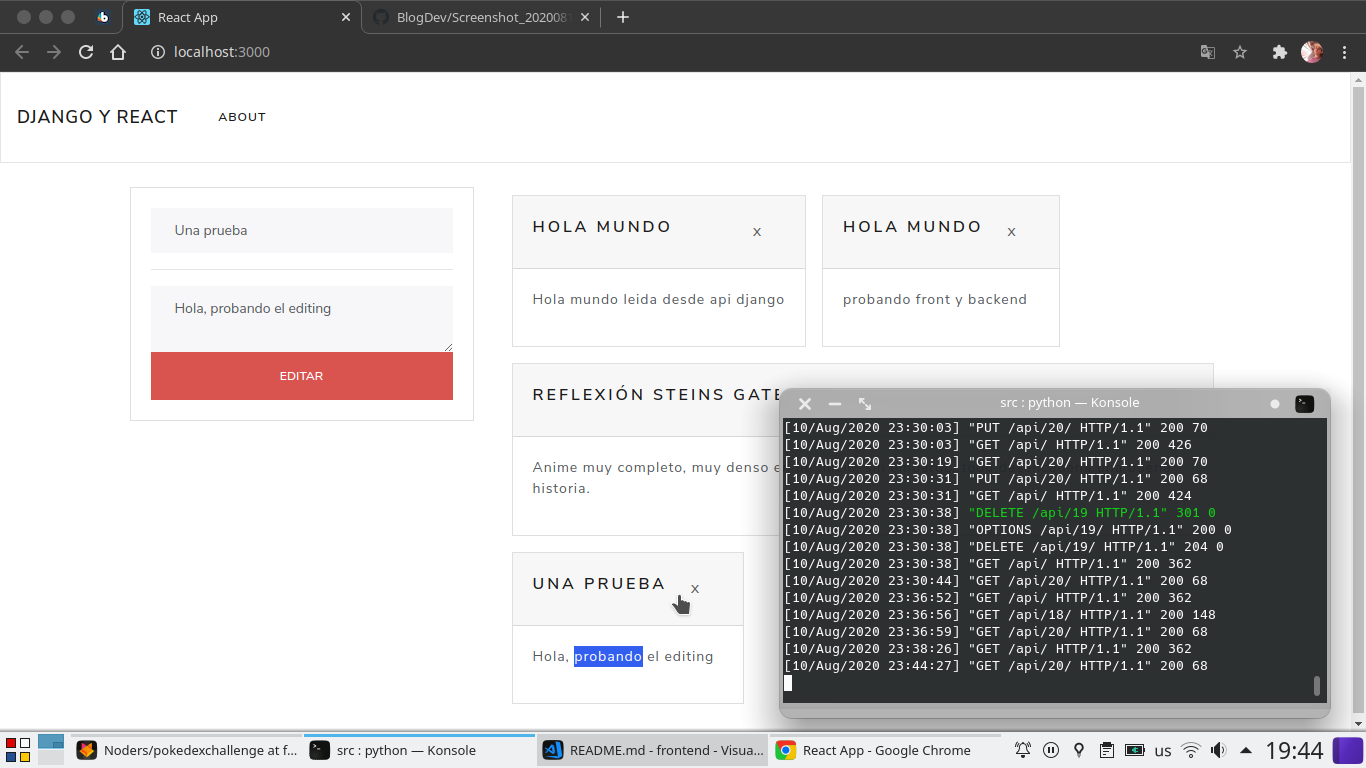 React App
BlogDev/Screenshot_2020081
localhost:3000
DJANGO Y REACT
ABOUT
Una prueba
Hola, probando el editing
EDITAR
HOLA MUNDO
x
Hola mundo leida desde api django
HOLA MUNDO
x
probando front y backend
REFLEXIÓN STEINS GATE
Anime muy completo, muy denso e
historia.
UNA PRUEBA
x
Hola, probando el editing
src : python — Konsole
[10/Aug/2020 23:30:03] "PUT /api/20/ HTTP/1.1" 200 70
[10/Aug/2020 23:30:03] "GET /api/ HTTP/1.1" 200 426
[10/Aug/2020 23:30:19] "GET /api/20/ HTTP/1.1" 200 70
[10/Aug/2020 23:30:31] "PUT /api/20/ HTTP/1.1" 200 68
[10/Aug/2020 23:30:31] "GET /api/ HTTP/1.1" 200 424
[10/Aug/2020 23:30:38] "DELETE /api/19 HTTP/1.1" 301 0
[10/Aug/2020 23:30:38] "OPTIONS /api/19/ HTTP/1.1" 200 0
[10/Aug/2020 23:30:38] "DELETE /api/19/ HTTP/1.1" 204 0
[10/Aug/2020 23:30:38] "GET /api/ HTTP/1.1" 200 362
[10/Aug/2020 23:30:44] "GET /api/20/ HTTP/1.1" 200 68
[10/Aug/2020 23:36:52] "GET /api/ HTTP/1.1" 200 362
[10/Aug/2020 23:36:56] "GET /api/18/ HTTP/1.1" 200 148
[10/Aug/2020 23:36:59] "GET /api/20/ HTTP/1.1" 200 68
[10/Aug/2020 23:38:26] "GET /api/ HTTP/1.1" 200 362
[10/Aug/2020 23:44:27] "GET /api/20/ HTTP/1.1" 200 68
Noders/pokedexchallenge at f...
src : python — Konsole
README.md - frontend - Visua...
React App - Google Chrome
us
19:44